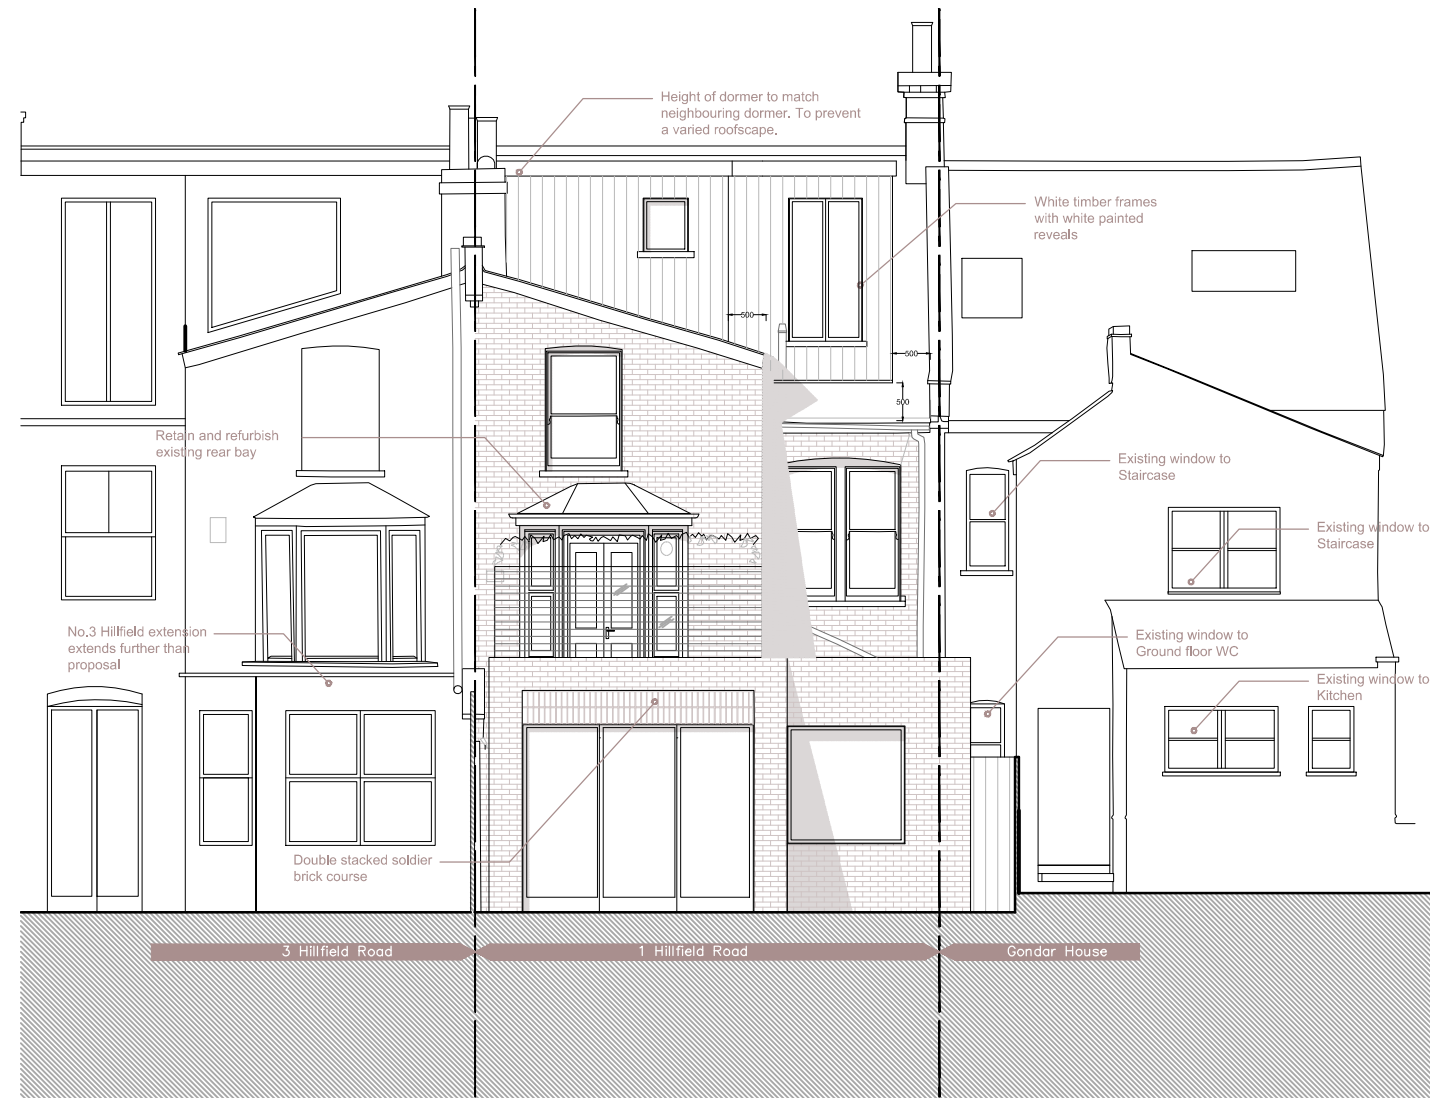 Height of dormer to match
neighbouring dormer. To prevent
a varied roofscape.
White timber frames
with white painted
reveals
500
500
500
Retain and refurbish
existing rear bay
Existing window to
Staircase
Existing window to
Staircase
No.3 Hillfield extension
extends further than
proposal
Existing window to
Ground floor WC
Existing window to
Kitchen
Double stacked soldier
brick course
3 Hillfield Road
1 Hillfield Road
Gondar House